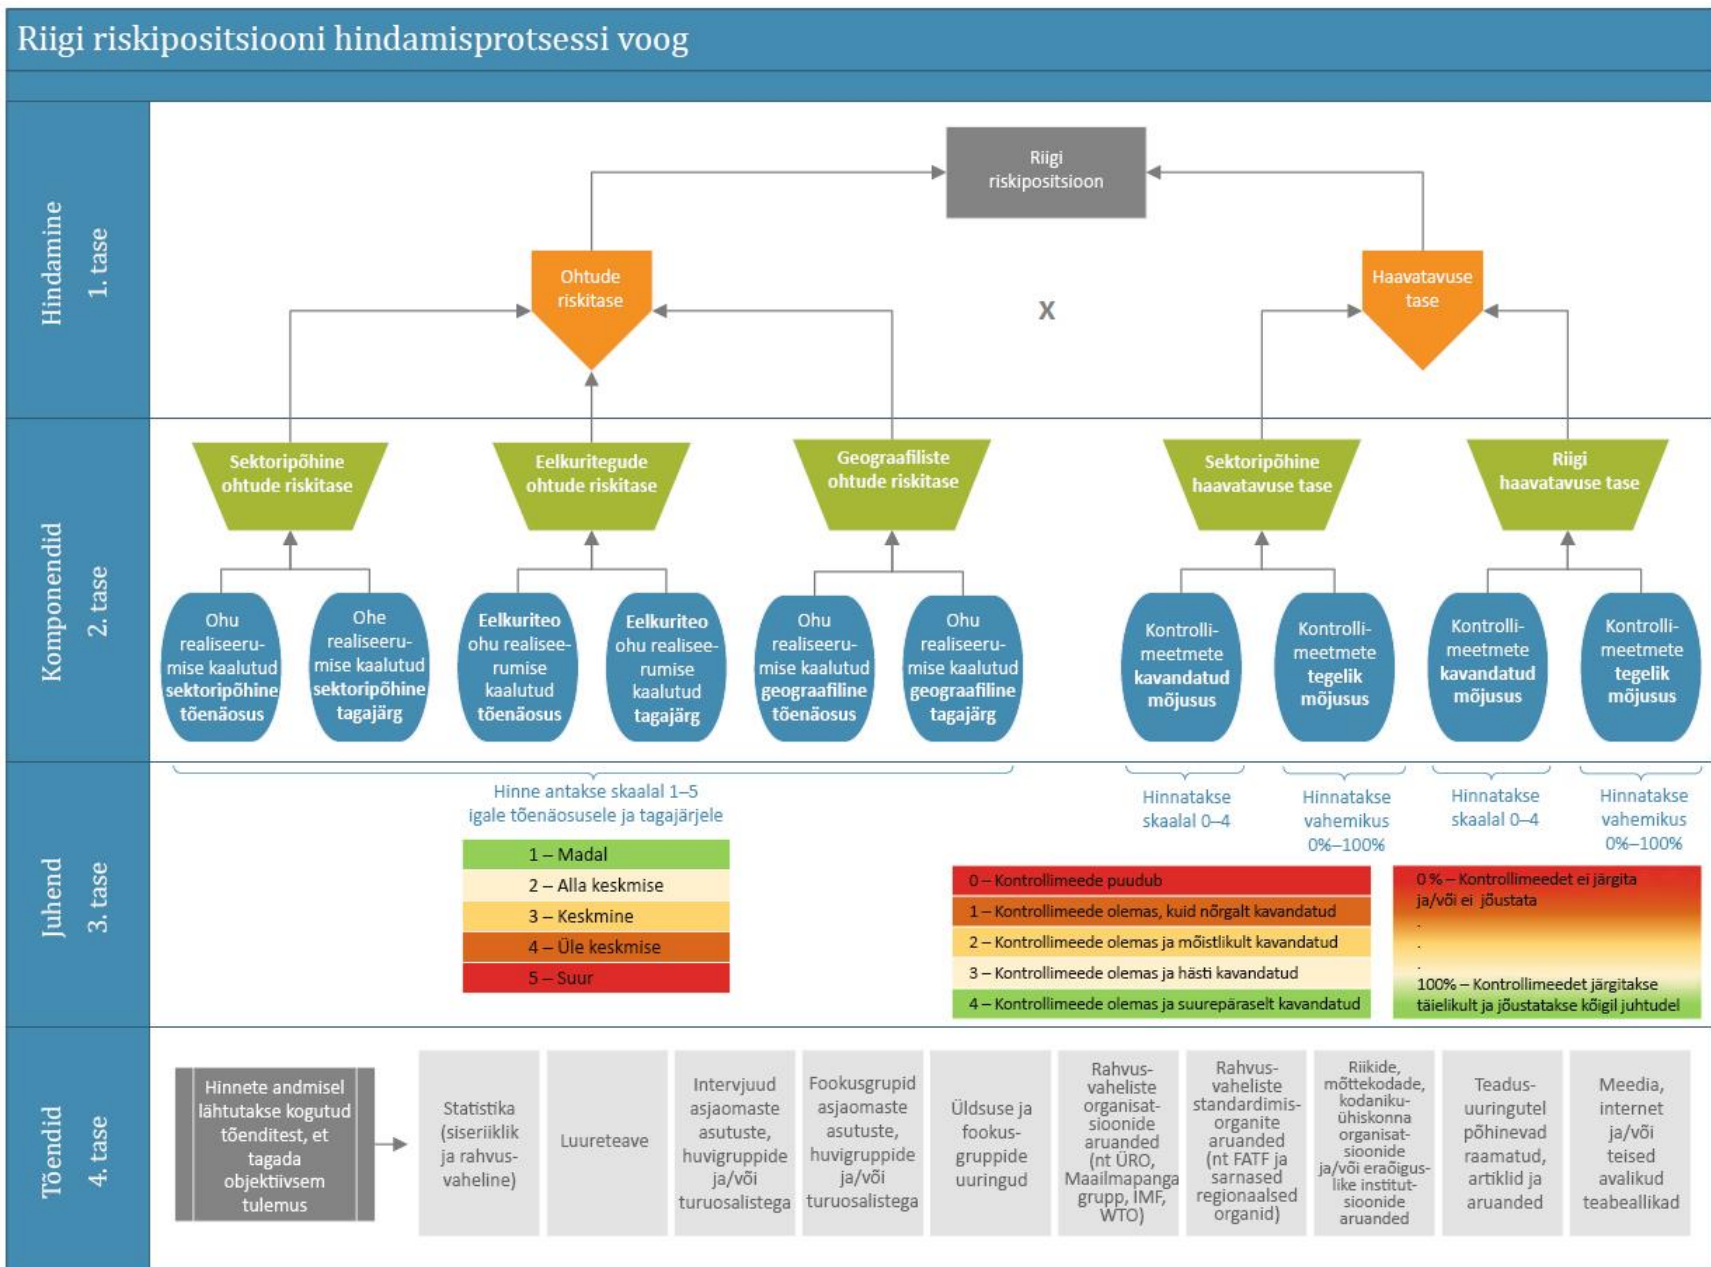 Riigi riskipositsiooni hindamisprotsessi voog
Hindamine
1. tase
Riigi
riskipositsioon
Ohtude
riskitase
X
Haavatavuse
tase
Komponendid
2. tase
Sektoripõhine
ohtude riskitase
Eelkuritegude
ohtude riskitase
Geograafiliste
ohtude riskitase
Sektoripõhine
haavatavuse tase
Riigi
haavatavuse tase
Ohu
realiseeru-
mise kaalutud
sektoripõhine
tõenäosus
Ohe
realiseeru-
mise kaalutud
sektoripõhine
tagajärg
Eelkuriteo
ohu realisee-
rumise
kaalutud
tõenäosus
Eelkuriteo
ohu realisee-
rumise
kaalutud
tagajärg
Ohu
realiseeru-
mise kaalutud
geograafiline
tõenäosus
Ohu
realiseeru-
mise kaalutud
geograafiline
tagajärg
Kontrolli-
meetmete
kavandatud
mõjusus
Kontrolli-
meetmete
tegelik
mõjusus
Kontrolli-
meetmete
kavandatud
mõjusus
Kontrolli-
meetmete
tegelik
mõjusus
Juhend
3. tase
Hinne antakse skaalal 1–5
igale tõenäosusele ja tagajärjele
1 – Madal
2 – Alla keskmise
3 – Keskmine
4 – Üle keskmise
5 – Suur
Hinnatakse
skaalal 0–4
Hinnatakse
vahemikus
0%–100%
Hinnatakse
skaalal 0–4
Hinnatakse
vahemikus
0%–100%
0 – Kontrollimeede puudub
1 – Kontrollimeede olemas, kuid nõrgalt kavandatud
2 – Kontrollimeede olemas ja mõistlikult kavandatud
3 – Kontrollimeede olemas ja hästi kavandatud
4 – Kontrollimeede olemas ja suurepäraselt kavandatud
0 % – Kontrollimeedet ei järgita
ja/või ei jõustata
.
.
.
100% – Kontrollimeedet järgitakse
täielikult ja jõustatakse kõigil juhtudel
Tõendid
4. tase
Hinnete andmisel
lähtutakse kogutud
tõenditest, et
tagada
objektiivsem
tulemus
Statistika
(siseriiklik
ja rahvus-
vaheline)
Luureteave
Intervjuud
asjaomaste
asutuste,
huvigruppide
ja/või
turuosalistega
Fookusgrupid
asjaomaste
asutuste,
huvigruppide
ja/või
turuosalistega
Üldsuse ja
fookus-
gruppide
uuringud
Rahvus-
vaheliste
organisat-
sioonide
aruanded
(nt ÜRO,
Maailmapanga
grupp, IMF,
WTO)
Rahvus-
vaheliste
standardimis-
organite
aruanded
(nt FATF ja
sarnased
regionaalsed
organid)
Riikide,
mõttekodade,
kodaniku-
ühiskonna
organisat-
sioonide
ja/või eraõigus-
like institut-
sioonide
aruanded
Teadus-
uuringutel
põhinevad
raamatud,
artiklid ja
aruanded
Meedia,
internet
ja/või
teised
avalikud
teabeallikad